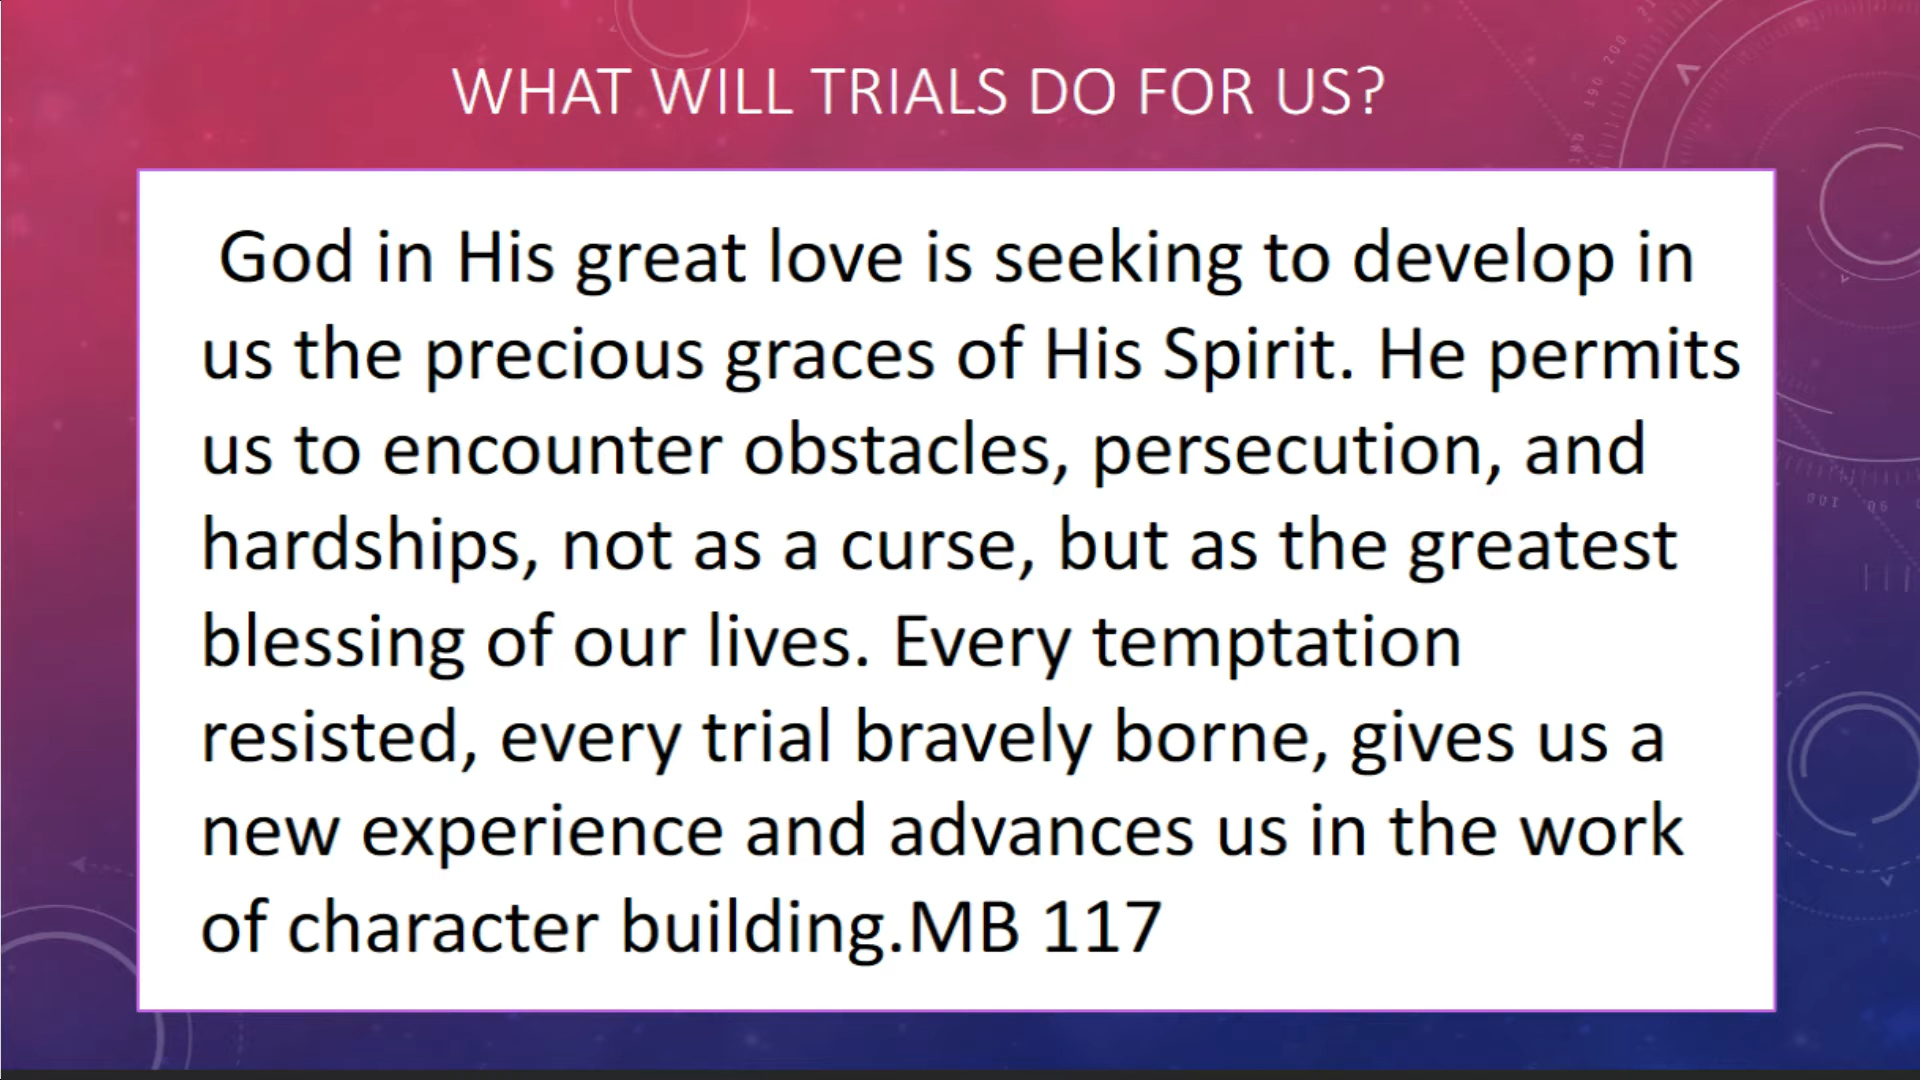 WHAT WILL TRIALS DO FOR US?
God in His great love is seeking to develop in
us the precious graces of His Spirit. He permits
us to encounter obstacles, persecution, and
hardships, not as a curse, but as the greatest
blessing of our lives. Every temptation
resisted, every trial bravely borne, gives us a
new experience and advances us in the work
of character building.MB 117